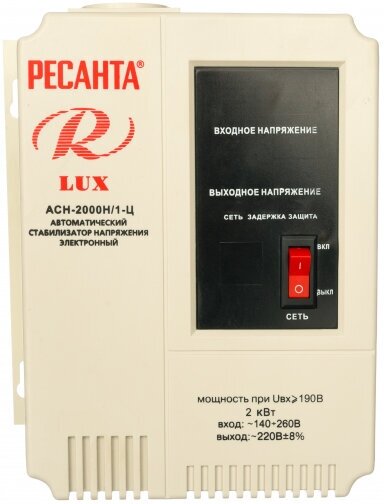 РЕСАНТА®
R
LUX
АСН-2000Н/1-Ц
АВТОМАТИЧЕСКИЙ
СТАБИЛИЗАТОР НАПРЯЖЕНИЯ
ЭЛЕКТРОННЫЙ
ВХОДНОЕ НАПРЯЖЕНИЕ
ВЫХОДНОЕ НАПРЯЖЕНИЕ
СЕТЬ ЗАДЕРЖКА ЗАЩИТА
ВКЛ
ВЫКЛ
СЕТЬ
мощность при Uвх⩾190В
2 кВт
вход: ~140÷260В
выход:~220В±8%